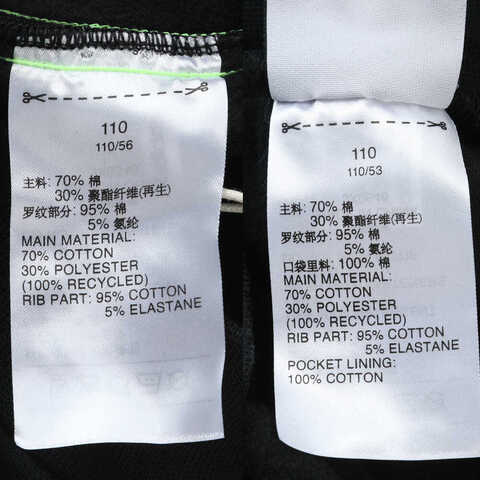 110
110/56
主料: 70% 棉
30% 聚酯纤维(再生)
罗纹部分: 95% 棉
5% 氨纶
MAIN MATERIAL:
70% COTTON
30% POLYESTER
(100% RECYCLED)
RIB PART: 95% COTTON
5% ELASTANE
110
110/53
主料: 70% 棉
30% 聚酯纤维(再生)
罗纹部分: 95% 棉
5% 氨纶
口袋里料: 100% 棉
MAIN MATERIAL:
70% COTTON
30% POLYESTER
(100% RECYCLED)
RIB PART: 95% COTTON
5% ELASTANE
POCKET LINING:
100% COTTON